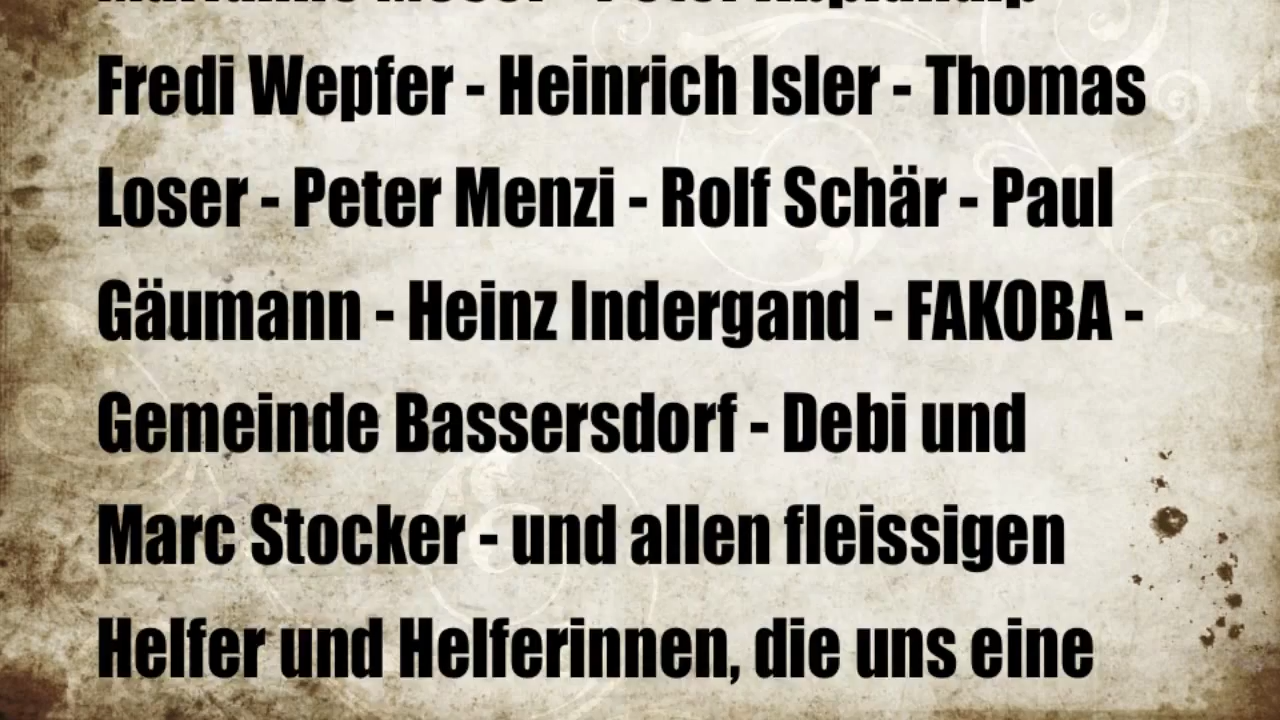 Fredi Wepfer - Heinrich Isler - Thomas
Loser - Peter Menzi - Rolf Schär - Paul
Gäumann - Heinz Indergand - FAKOBA -
Gemeinde Bassersdorf - Debi und
Marc Stocker - und allen fleissigen
Helfer und Helferinnen, die uns eine